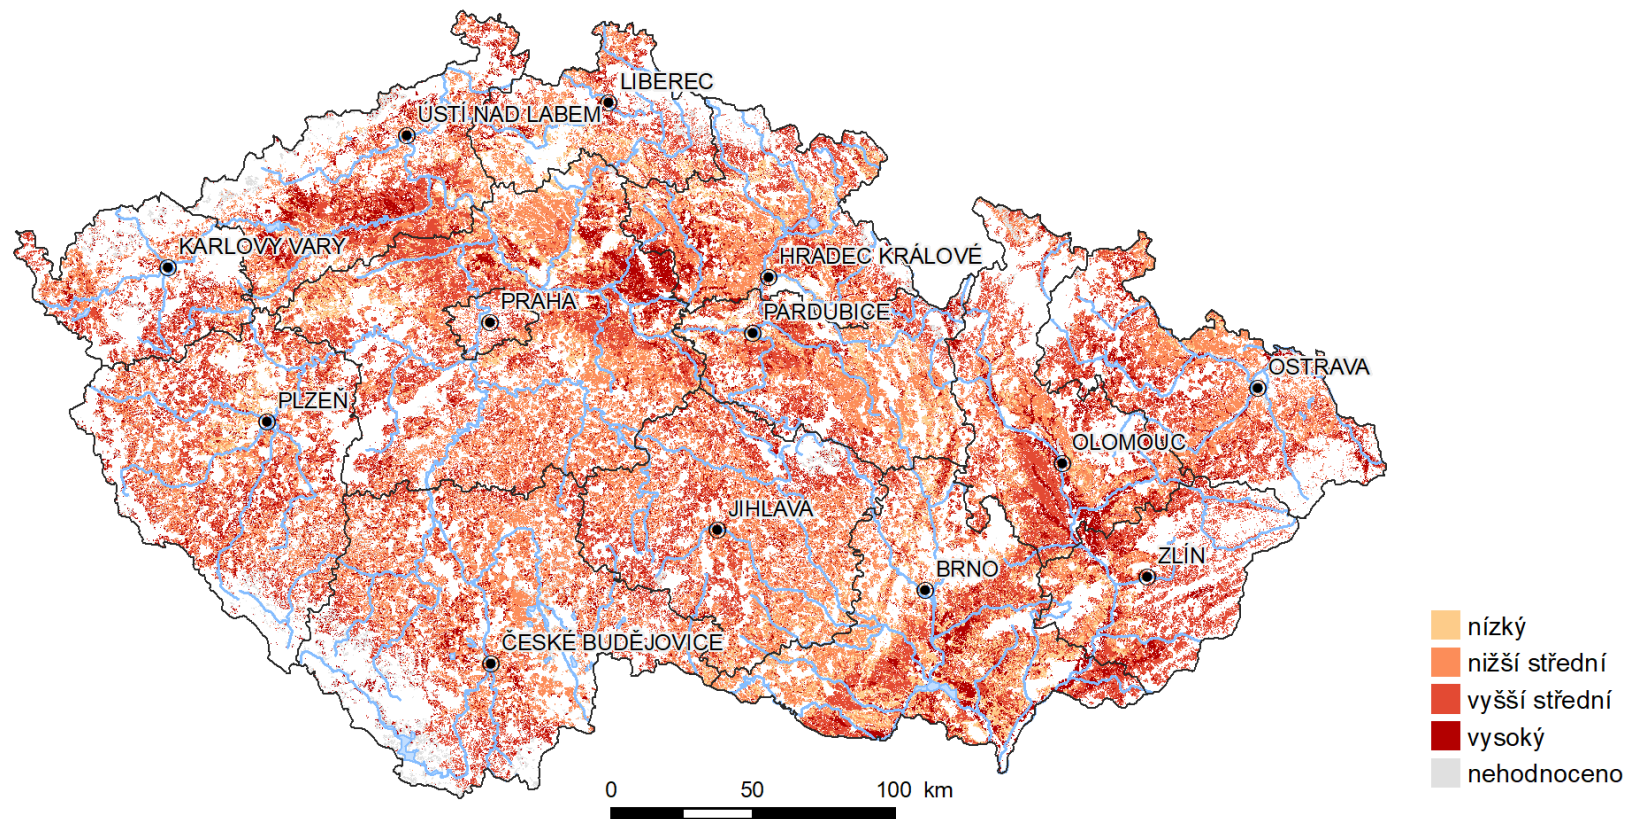 LIBEREC
ÚSTÍ NAD LABEM
KARLOVY VARY
HRADEC KRÁLOVÉ
PRAHA
PARDUBICE
OSTRAVA
PLZEŇ
OLOMOUC
JIHLAVA
ZLÍN
BRNO
ČESKÉ BUDĚJOVICE
nízký
nižší střední
vyšší střední
vysoký
nehodnoceno
0 50 100 km